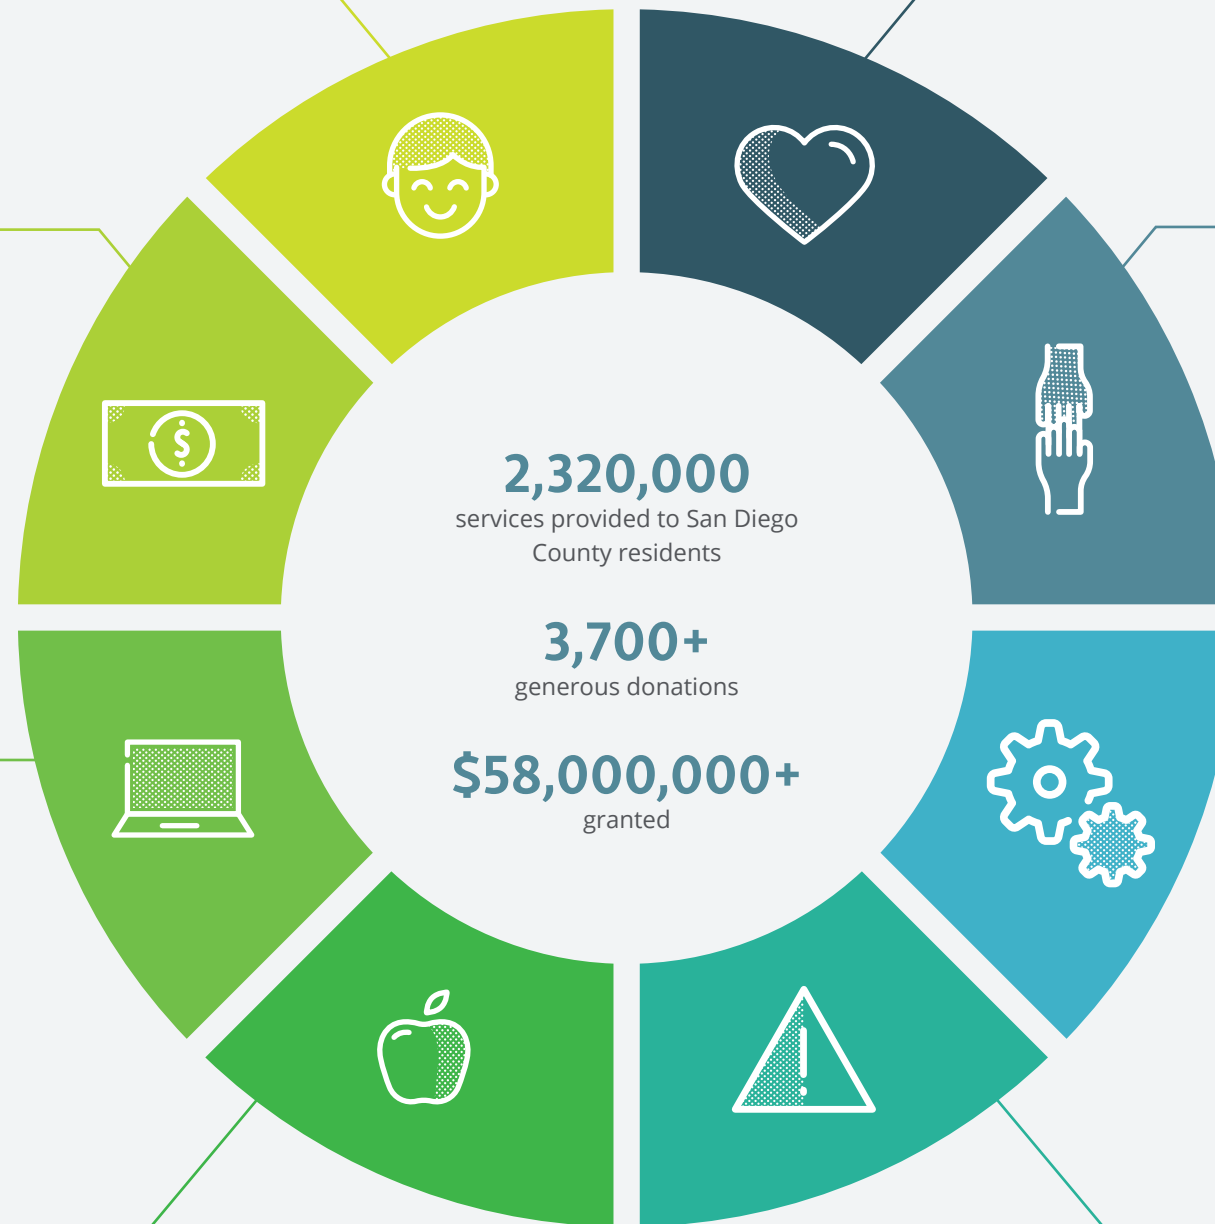 2,320,000
services provided to San Diego
County residents
3,700+
generous donations
$58,000,000+
granted